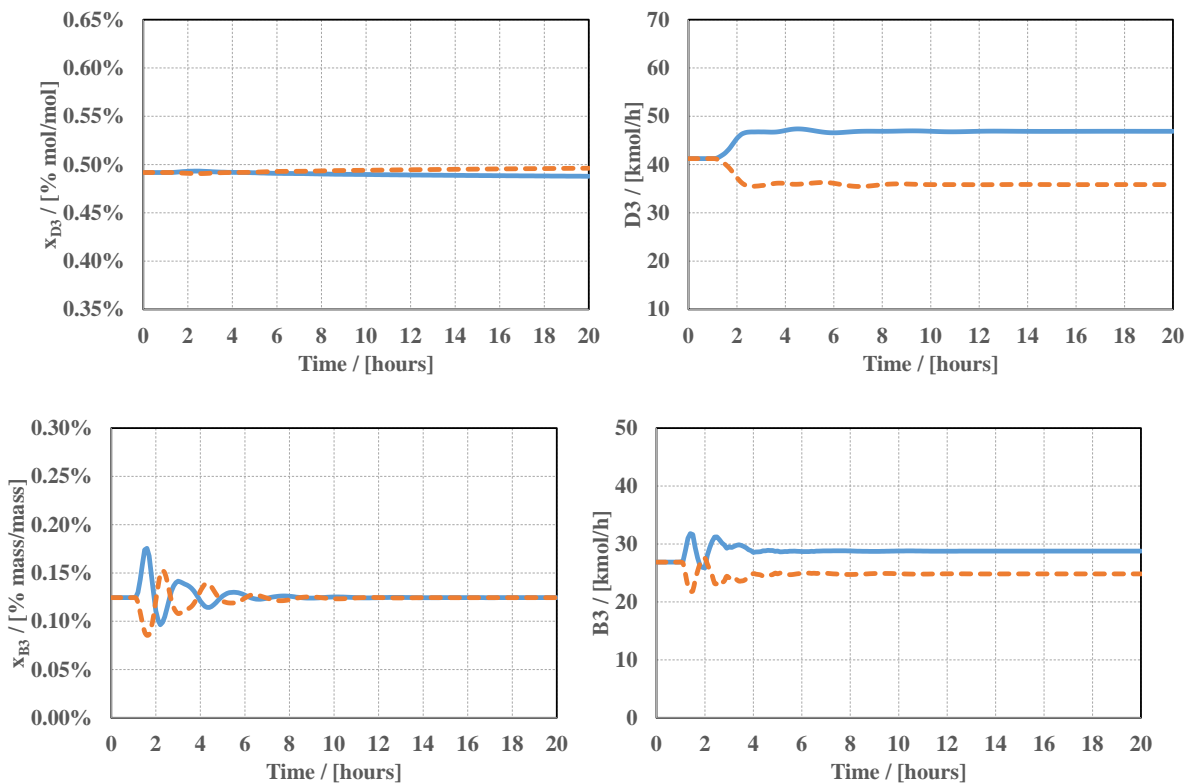 0.65%
0.60%
0.55%
0.50%
0.45%
0.40%
0.35%
x_D3 / [% mol/mol]
0 2 4 6 8 10 12 14 16 18 20
Time / [hours]
70
60
50
40
30
20
10
D3 / [kmol/h]
0 2 4 6 8 10 12 14 16 18 20
Time / [hours]
0.30%
0.25%
0.20%
0.15%
0.10%
0.05%
0.00%
x_B3 / [% mass/mass]
0 2 4 6 8 10 12 14 16 18 20
Time / [hours]
50
40
30
20
10
0
B3 / [kmol/h]
0 2 4 6 8 10 12 14 16 18 20
Time / [hours]